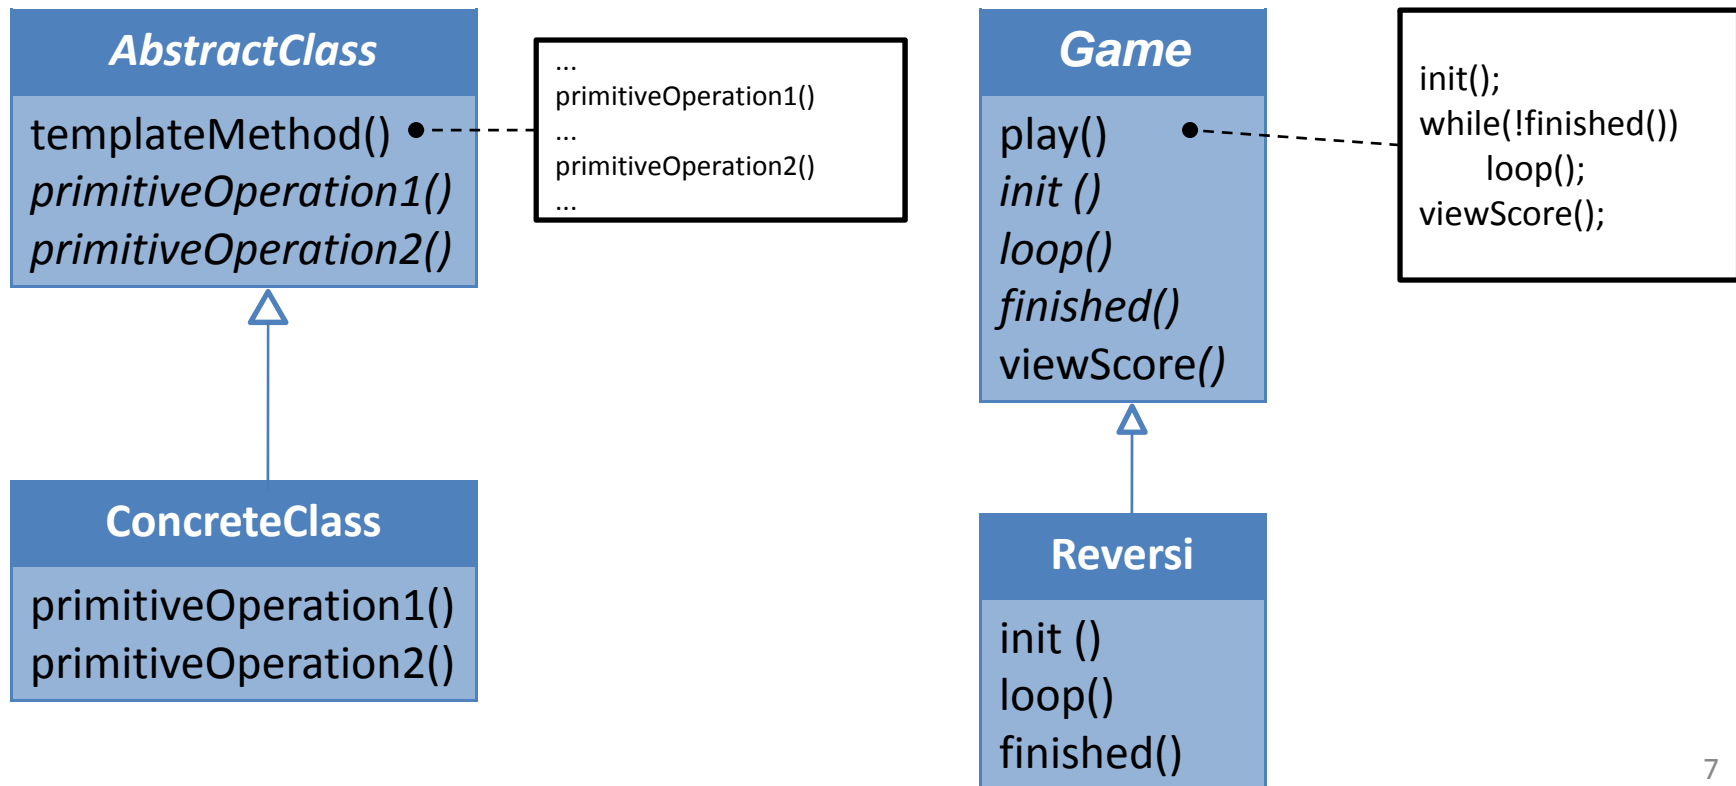 AbstractClass
templateMethod()
primitiveOperation1()
primitiveOperation2()
...
primitiveOperation1()
...
primitiveOperation2()
...
ConcreteClass
primitiveOperation1()
primitiveOperation2()
Game
play()
init ()
loop()
finished()
viewScore()
init();
while(!finished())
loop();
viewScore();
Reversi
init ()
loop()
finished()
7